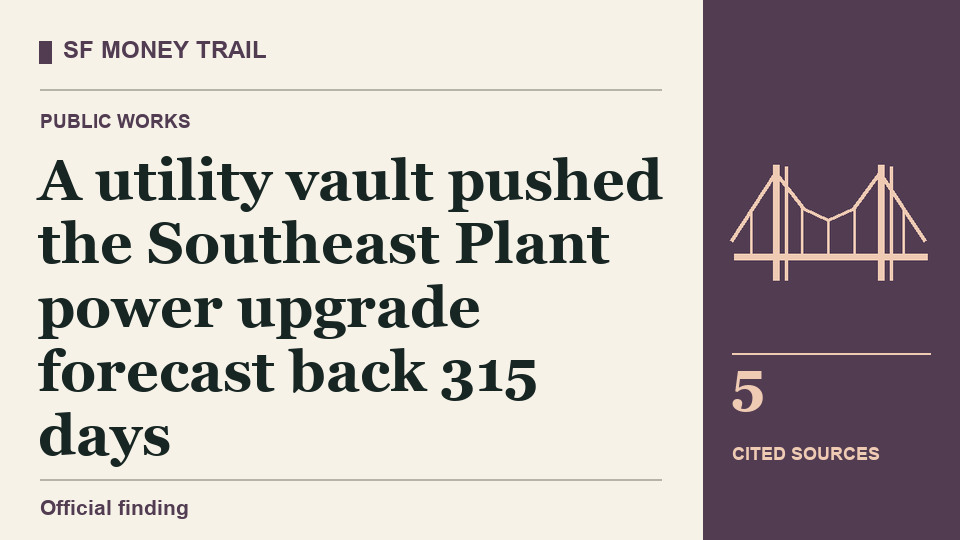 SF MONEY TRAIL
PUBLIC WORKS
A utility vault pushed
the Southeast Plant
power upgrade
forecast back 315
days
Official finding
5
CITED SOURCES